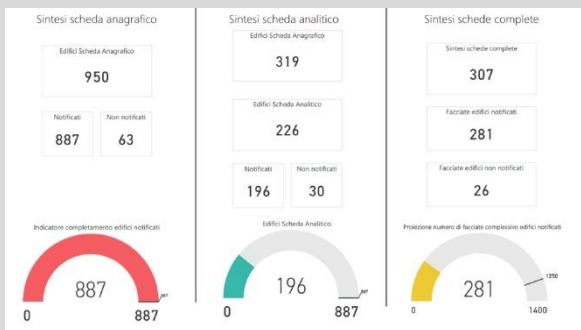 Sintesi scheda anagrafico
Edifici Scheda Anagrafico
950
Notificati
887
Non notificati
63
Indicatore completamento edifici notificati
887
887
0
887
Sintesi scheda analitico
Edifici Scheda Anagrafico
319
Edifici Scheda Analitico
226
Notificati
196
Non notificati
30
Edifici Scheda Analitico
196
887
0
887
Sintesi schede complete
Sintesi schede complete
307
Facciate edifici notificati
281
Facciate edifici non notificati
26
Proiezione numero di facciate complessivo edifici notificati
1250
281
0
1400